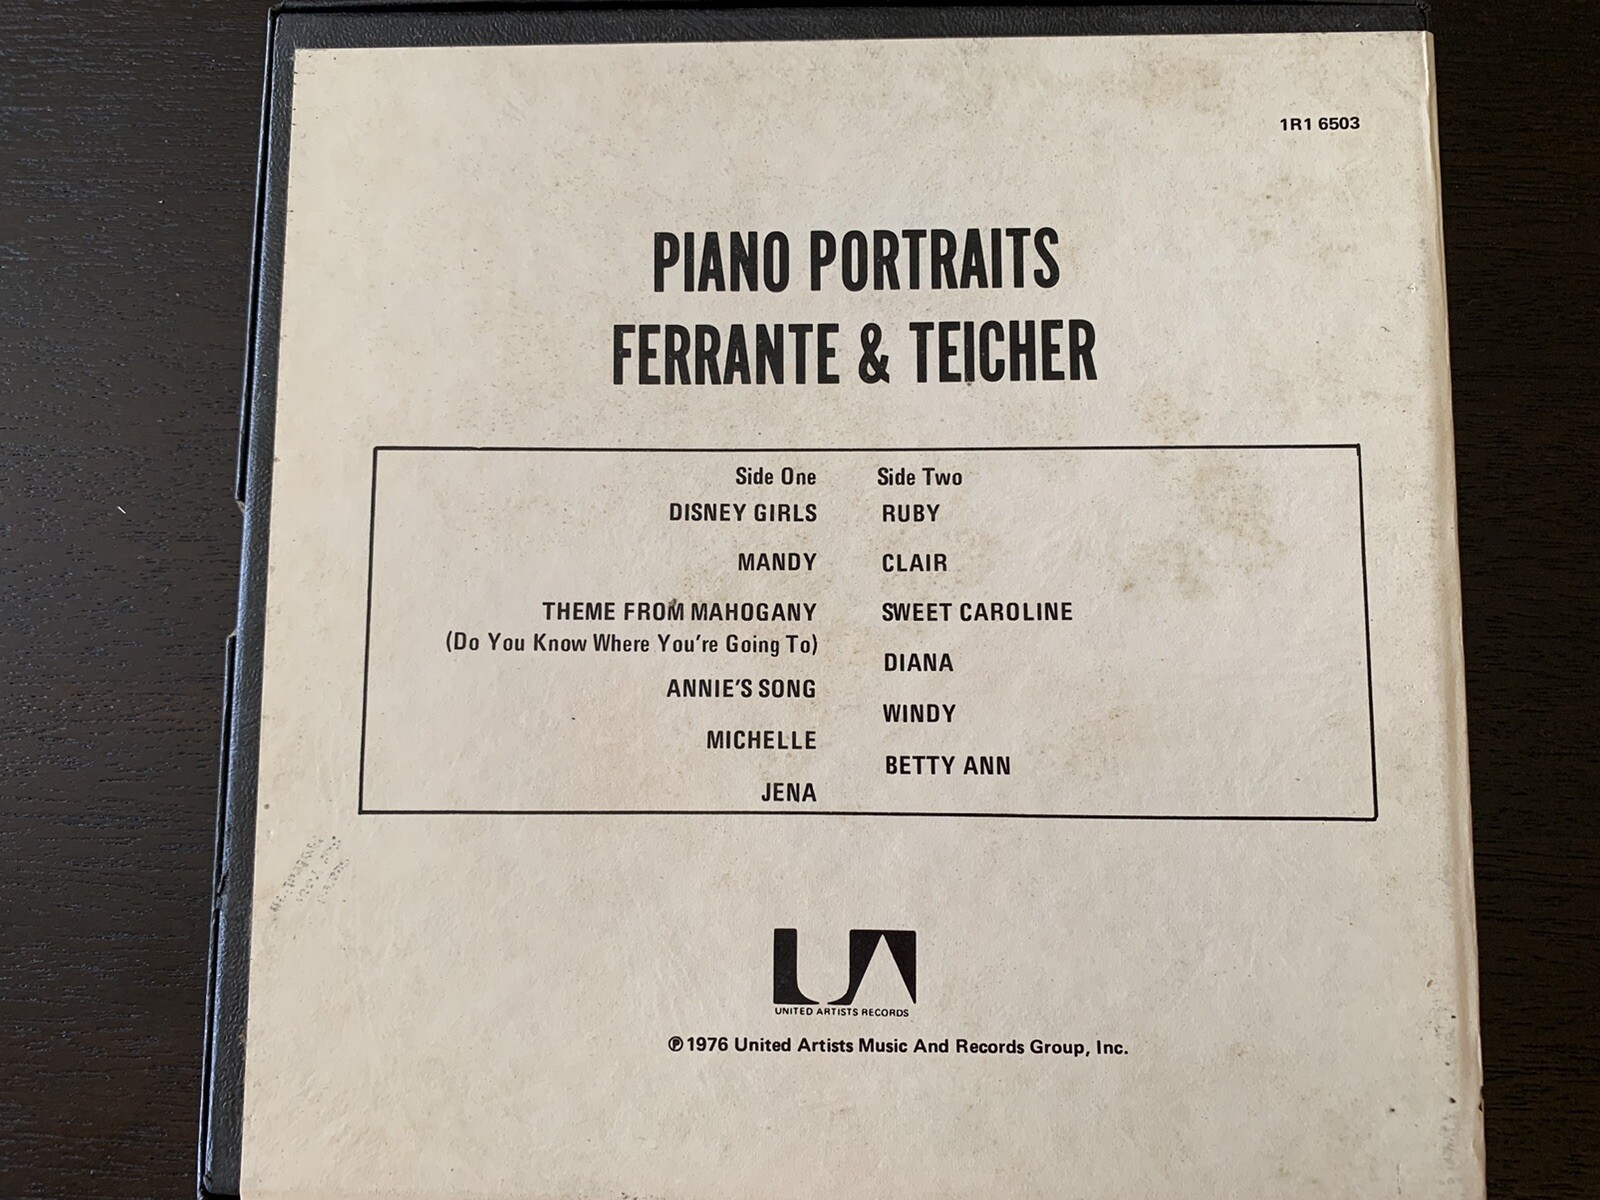 1R1 6503
PIANO PORTRAITS
FERRANTE & TEICHER
Side One
DISNEY GIRLS
MANDY
THEME FROM MAHOGANY
(Do You Know Where You're Going To)
ANNIE'S SONG
MICHELLE
JENA
Side Two
RUBY
CLAIR
SWEET CAROLINE
DIANA
WINDY
BETTY ANN
UA
UNITED ARTISTS RECORDS
℗ 1976 United Artists Music And Records Group, Inc.